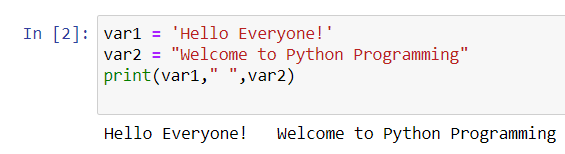 In [2]: var1 = 'Hello Everyone!'
var2 = "Welcome to Python Programming"
print(var1," ",var2)
Hello Everyone!   Welcome to Python Programming